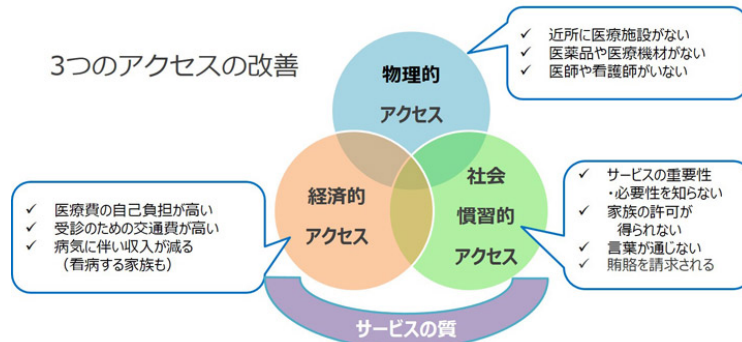 3つのアクセスの改善
物理的
アクセス
✓ 近所に医療施設がない
✓ 医薬品や医療機材がない
✓ 医師や看護師がいない
経済的
アクセス
✓ 医療費の自己負担が高い
✓ 受診のための交通費が高い
✓ 病気に伴い収入が減る
（看病する家族も）
社会
慣習的
アクセス
✓ サービスの重要性
・必要性を知らない
✓ 家族の許可が
得られない
✓ 言葉が通じない
✓ 賄賂を請求される
サービスの質